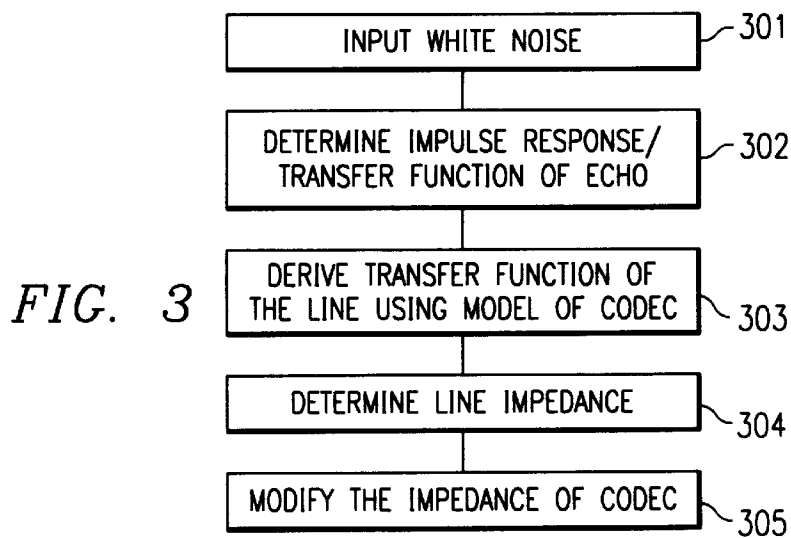 INPUT WHITE NOISE
301
DETERMINE IMPULSE RESPONSE/
TRANSFER FUNCTION OF ECHO
302
FIG. 3
DERIVE TRANSFER FUNCTION OF
THE LINE USING MODEL OF CODEC
303
DETERMINE LINE IMPEDANCE
304
MODIFY THE IMPEDANCE OF CODEC
305